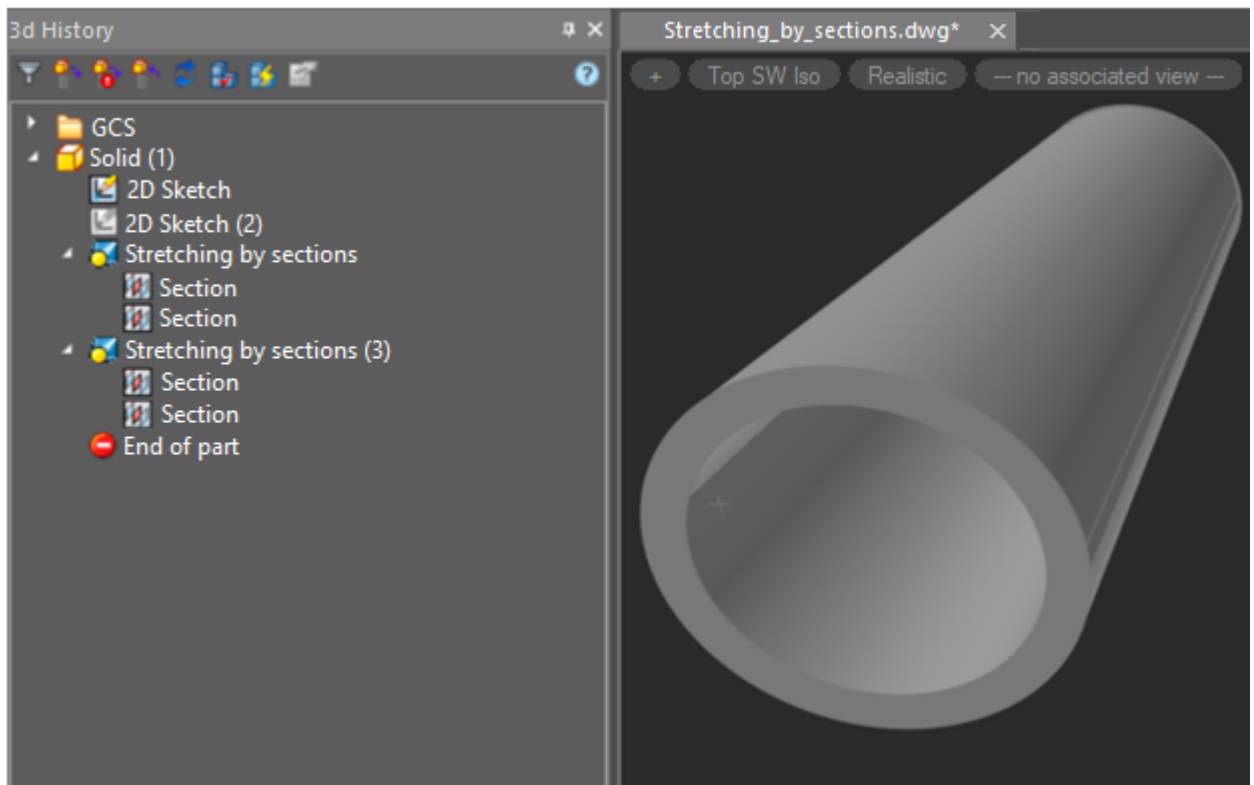 3d History
Stretching_by_sections.dwg*
+ Top SW Iso Realistic --- no associated view ---
GCS
Solid (1)
2D Sketch
2D Sketch (2)
Stretching by sections
Section
Section
Stretching by sections (3)
Section
Section
End of part